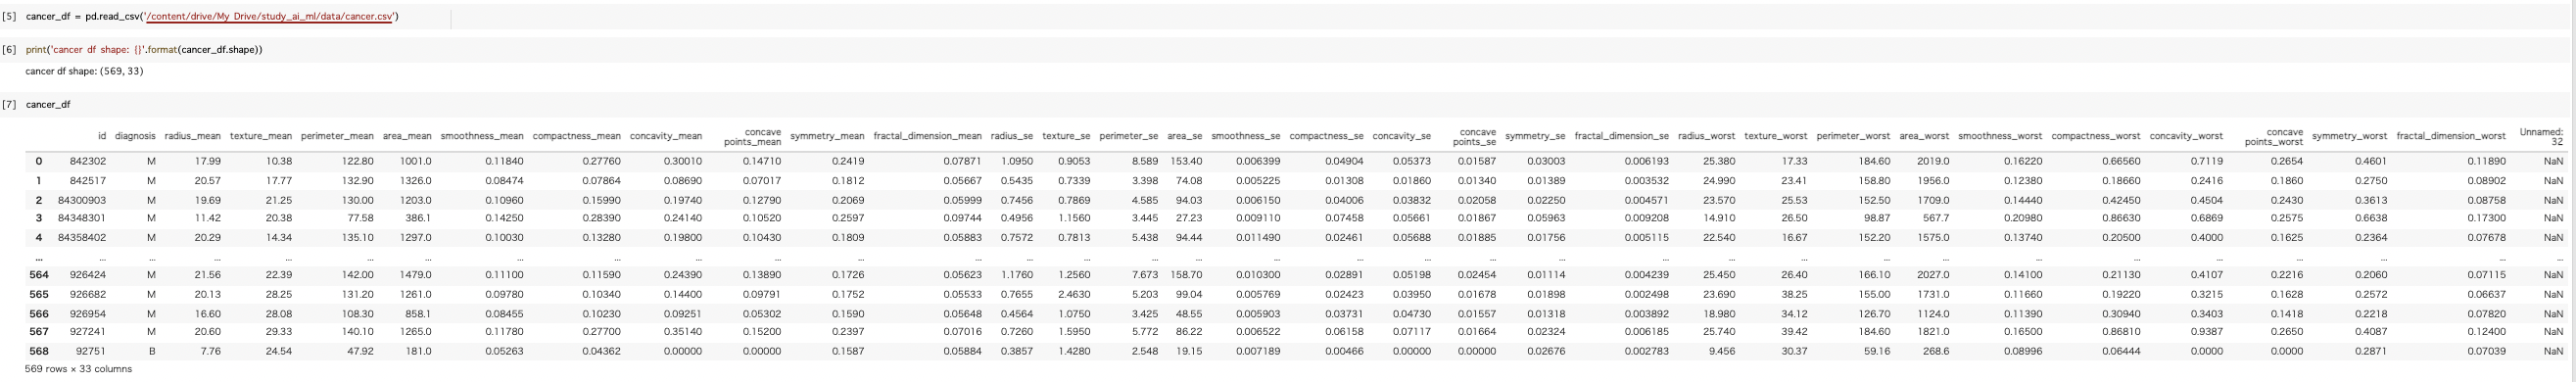 [5] cancer_df = pd.read_csv('/content/drive/My Drive/study_ai_ml/data/cancer.csv')
[6] print('cancer df shape: {}'.format(cancer_df.shape))
cancer df shape: (569, 33)
[7] cancer_df
id diagnosis radius_mean texture_mean perimeter_mean area_mean smoothness_mean compactness_mean concavity_mean concave points_mean symmetry_mean fractal_dimension_mean radius_se texture_se perimeter_se area_se smoothness_se compactness_se concavity_se concave points_se symmetry_se fractal_dimension_se radius_worst texture_worst perimeter_worst area_worst smoothness_worst compactness_worst concavity_worst concave points_worst symmetry_worst fractal_dimension_worst Unnamed: 32
0 842302 M 17.99 10.38 122.80 1001.0 0.11840 0.27760 0.30010 0.14710 0.2419 0.07871 1.0950 0.9053 8.589 153.40 0.006399 0.04904 0.05373 0.01587 0.03003 0.006193 25.380 17.33 184.60 2019.0 0.16220 0.66560 0.7119 0.2654 0.4601 0.11890 NaN
1 842517 M 20.57 17.77 132.90 1326.0 0.08474 0.07864 0.08690 0.07017 0.1812 0.05667 0.5435 0.7339 3.398 74.08 0.005225 0.01308 0.01860 0.01340 0.01389 0.003532 24.990 23.41 158.80 1956.0 0.12380 0.18660 0.2416 0.1860 0.2750 0.08902 NaN
2 84300903 M 19.69 21.25 130.00 1203.0 0.10960 0.15990 0.19740 0.12790 0.2069 0.05999 0.7456 0.7869 4.585 94.03 0.006150 0.04006 0.03832 0.02058 0.02250 0.004571 23.570 25.53 152.50 1709.0 0.14440 0.42450 0.4504 0.2430 0.3613 0.08758 NaN
3 84348301 M 11.42 20.38 77.58 386.1 0.14250 0.28390 0.24140 0.10520 0.2597 0.09744 0.4956 1.1560 3.445 27.23 0.009110 0.07458 0.05661 0.01867 0.05963 0.009208 14.910 26.50 98.87 567.7 0.20980 0.86630 0.6869 0.2575 0.6638 0.17300 NaN
4 84358402 M 20.29 14.34 135.10 1297.0 0.10030 0.13280 0.19800 0.10430 0.1809 0.05883 0.7572 0.7813 5.438 94.44 0.011490 0.02461 0.05688 0.01885 0.01756 0.005115 22.540 16.67 152.20 1575.0 0.13740 0.20500 0.4000 0.1625 0.2364 0.07678 NaN
... ... ... ... ... ... ... ... ... ... ... ... ... ... ... ... ... ... ... ... ... ... ... ... ... ... ... ... ... ... ... ... ... ...
564 926424 M 21.56 22.39 142.00 1479.0 0.11100 0.11590 0.24390 0.13890 0.1726 0.05623 1.1760 1.2560 7.673 158.70 0.010300 0.02891 0.05198 0.02454 0.01114 0.004239 25.450 26.40 166.10 2027.0 0.14100 0.21130 0.4107 0.2216 0.2060 0.07115 NaN
565 926682 M 20.13 28.25 131.20 1261.0 0.09780 0.10340 0.14400 0.09791 0.1752 0.05533 0.7655 2.4630 5.203 99.04 0.005769 0.02423 0.03950 0.01678 0.01898 0.002498 23.690 38.25 155.00 1731.0 0.11660 0.19220 0.3215 0.1628 0.2572 0.06637 NaN
566 926954 M 16.60 28.08 108.30 858.1 0.08455 0.10230 0.09251 0.05302 0.1590 0.05648 0.4564 1.0750 3.425 48.55 0.005903 0.03731 0.04730 0.01557 0.01318 0.003892 18.980 34.12 126.70 1124.0 0.11390 0.30940 0.3403 0.1418 0.2218 0.07820 NaN
567 927241 M 20.60 29.33 140.10 1265.0 0.11780 0.27700 0.35140 0.15200 0.2397 0.07016 0.7260 1.5950 5.772 86.22 0.006522 0.06158 0.07117 0.01664 0.02324 0.006185 25.740 39.42 184.60 1821.0 0.16500 0.86810 0.9387 0.2650 0.4087 0.12400 NaN
568 92751 B 7.76 24.54 47.92 181.0 0.05263 0.04362 0.00000 0.00000 0.1587 0.05884 0.3857 1.4280 2.548 19.15 0.007189 0.00466 0.00000 0.00000 0.02676 0.002783 9.456 30.37 59.16 268.6 0.08996 0.06444 0.0000 0.0000 0.2871 0.07039 NaN
569 rows × 33 columns